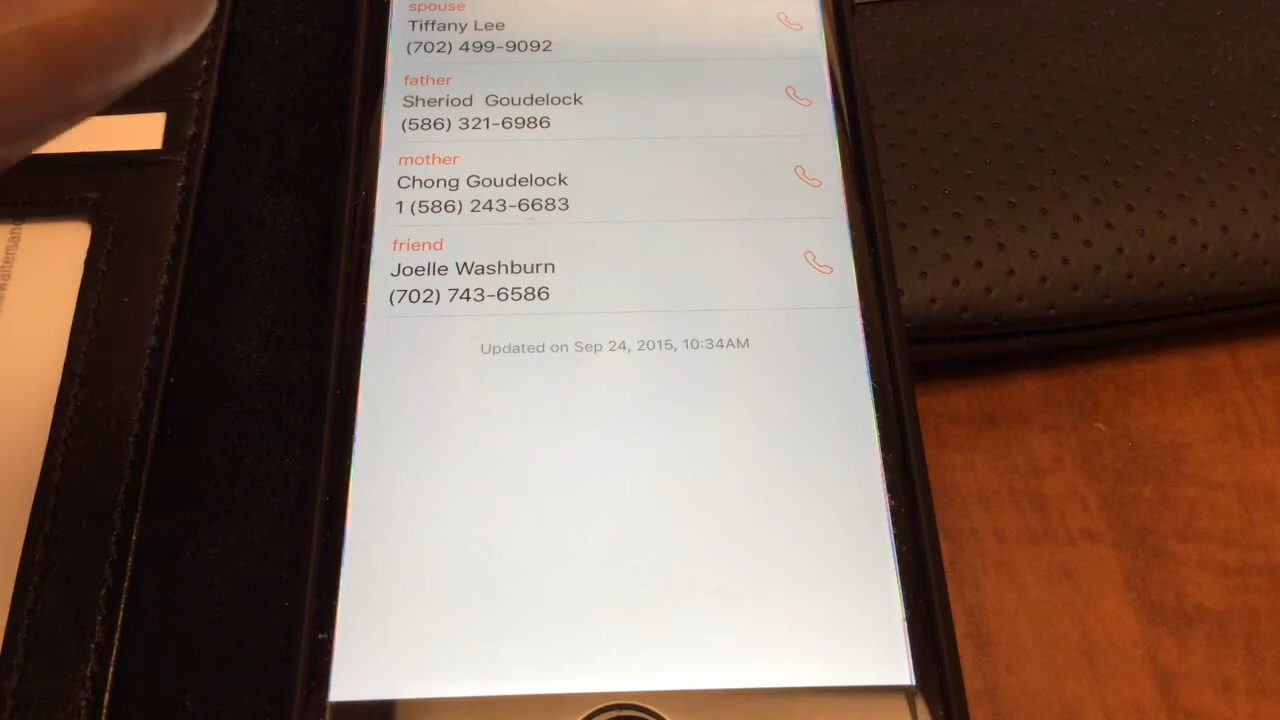 spouse
Tiffany Lee
(702) 499-9092
father
Sheriod Goudelock
(586) 321-6986
mother
Chong Goudelock
1 (586) 243-6683
friend
Joelle Washburn
(702) 743-6586
Updated on Sep 24, 2015, 10:34AM